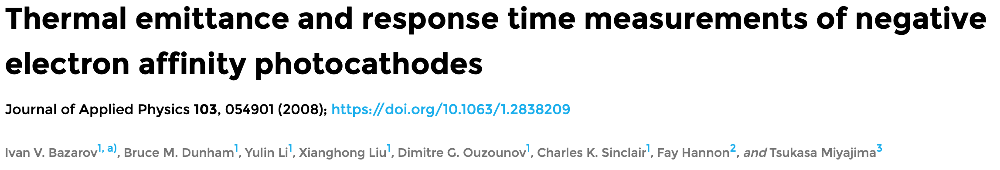 Thermal emittance and response time measurements of negative
electron affinity photocathodes
Journal of Applied Physics 103, 054901 (2008); https://doi.org/10.1063/1.2838209
Ivan V. Bazarov1, a), Bruce M. Dunham1, Yulin Li1, Xianghong Liu1, Dimitre G. Ouzounov1, Charles K. Sinclair1, Fay Hannon2, and Tsukasa Miyajima3